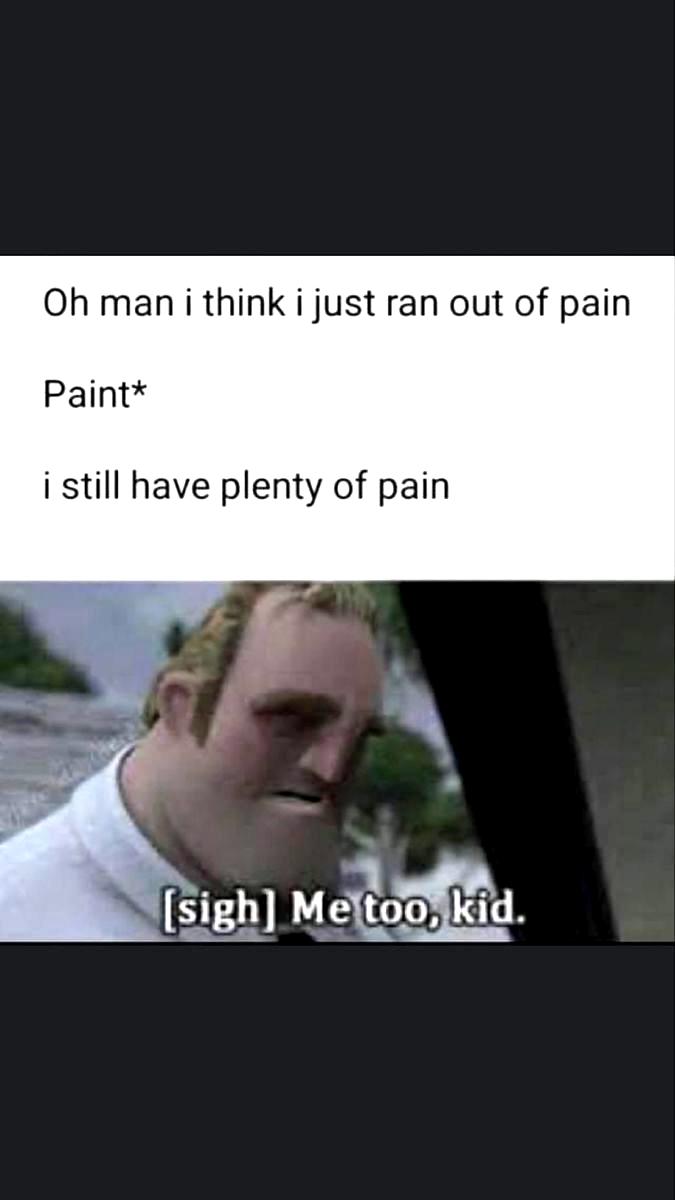 Oh man i think i just ran out of pain
Paint*
i still have plenty of pain
[sigh] Me too, kid.